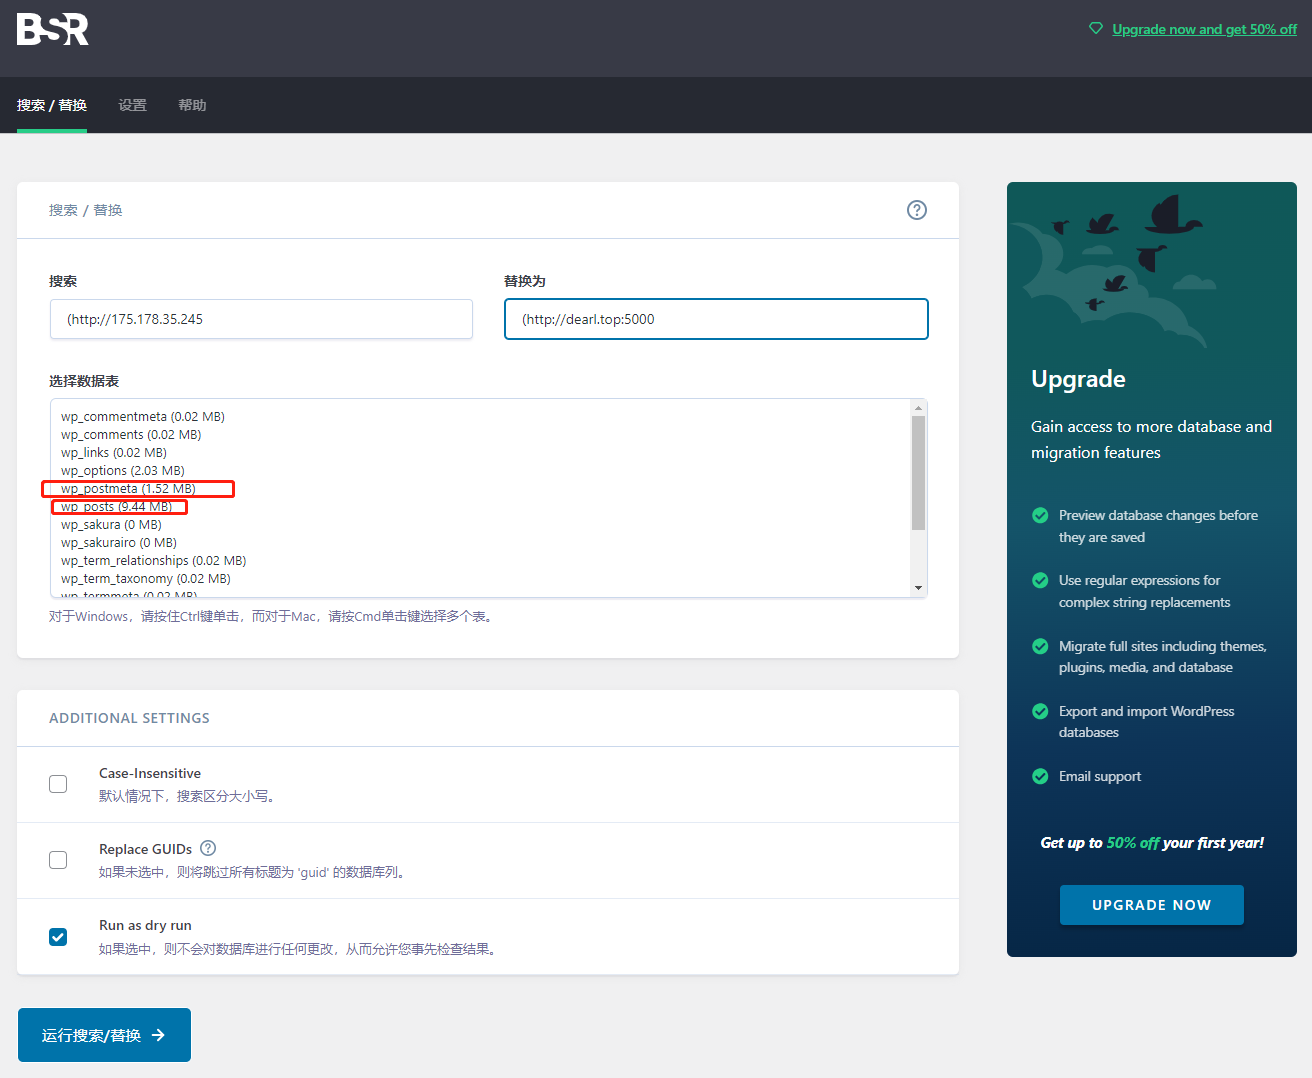 BSR
Upgrade now and get 50% off
搜索 / 替换
设置
帮助
搜索 / 替换
搜索
替换为
(http://175.178.35.245
(http://dearl.top:5000
选择数据表
wp_commentmeta (0.02 MB)
wp_comments (0.02 MB)
wp_links (0.02 MB)
wp_options (2.03 MB)
wp_postmeta (1.52 MB)
wp_posts (9.44 MB)
wp_sakura (0 MB)
wp_sakurairo (0 MB)
wp_term_relationships (0.02 MB)
wp_term_taxonomy (0.02 MB)
wp_termmeta (0.02 MB)
对于Windows，请按住Ctrl键单击，而对于Mac，请按Cmd单击键选择多个表。
ADDITIONAL SETTINGS
Case-Insensitive
默认情况下，搜索区分大小写。
Replace GUIDs
如果未选中，则将跳过所有标题为 'guid' 的数据库列。
Run as dry run
如果选中，则不会对数据库进行任何更改，从而允许您事先检查结果。
运行搜索/替换
Upgrade
Gain access to more database and
migration features
Preview database changes before
they are saved
Use regular expressions for
complex string replacements
Migrate full sites including themes,
plugins, media, and database
Export and import WordPress
databases
Email support
Get up to 50% off your first year!
UPGRADE NOW